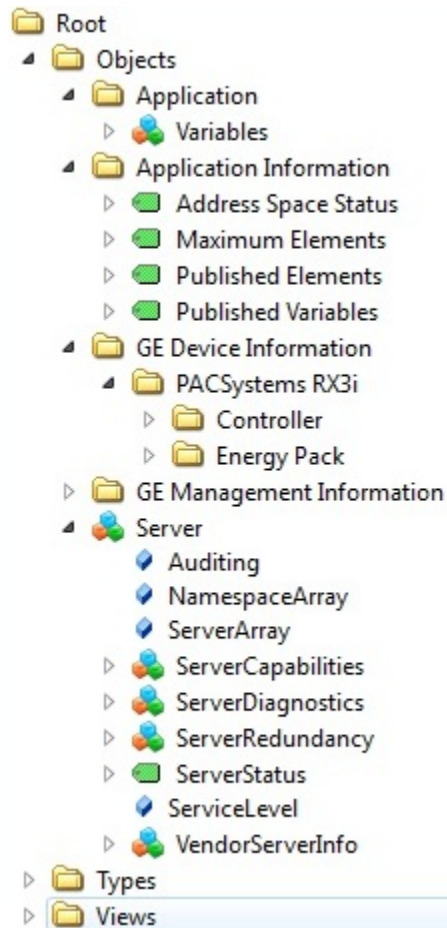 Root
Objects
Application
Variables
Application Information
Address Space Status
Maximum Elements
Published Elements
Published Variables
GE Device Information
PACSystems RX3i
Controller
Energy Pack
GE Management Information
Server
Auditing
NamespaceArray
ServerArray
ServerCapabilities
ServerDiagnostics
ServerRedundancy
ServerStatus
ServiceLevel
VendorServerInfo
Types
Views